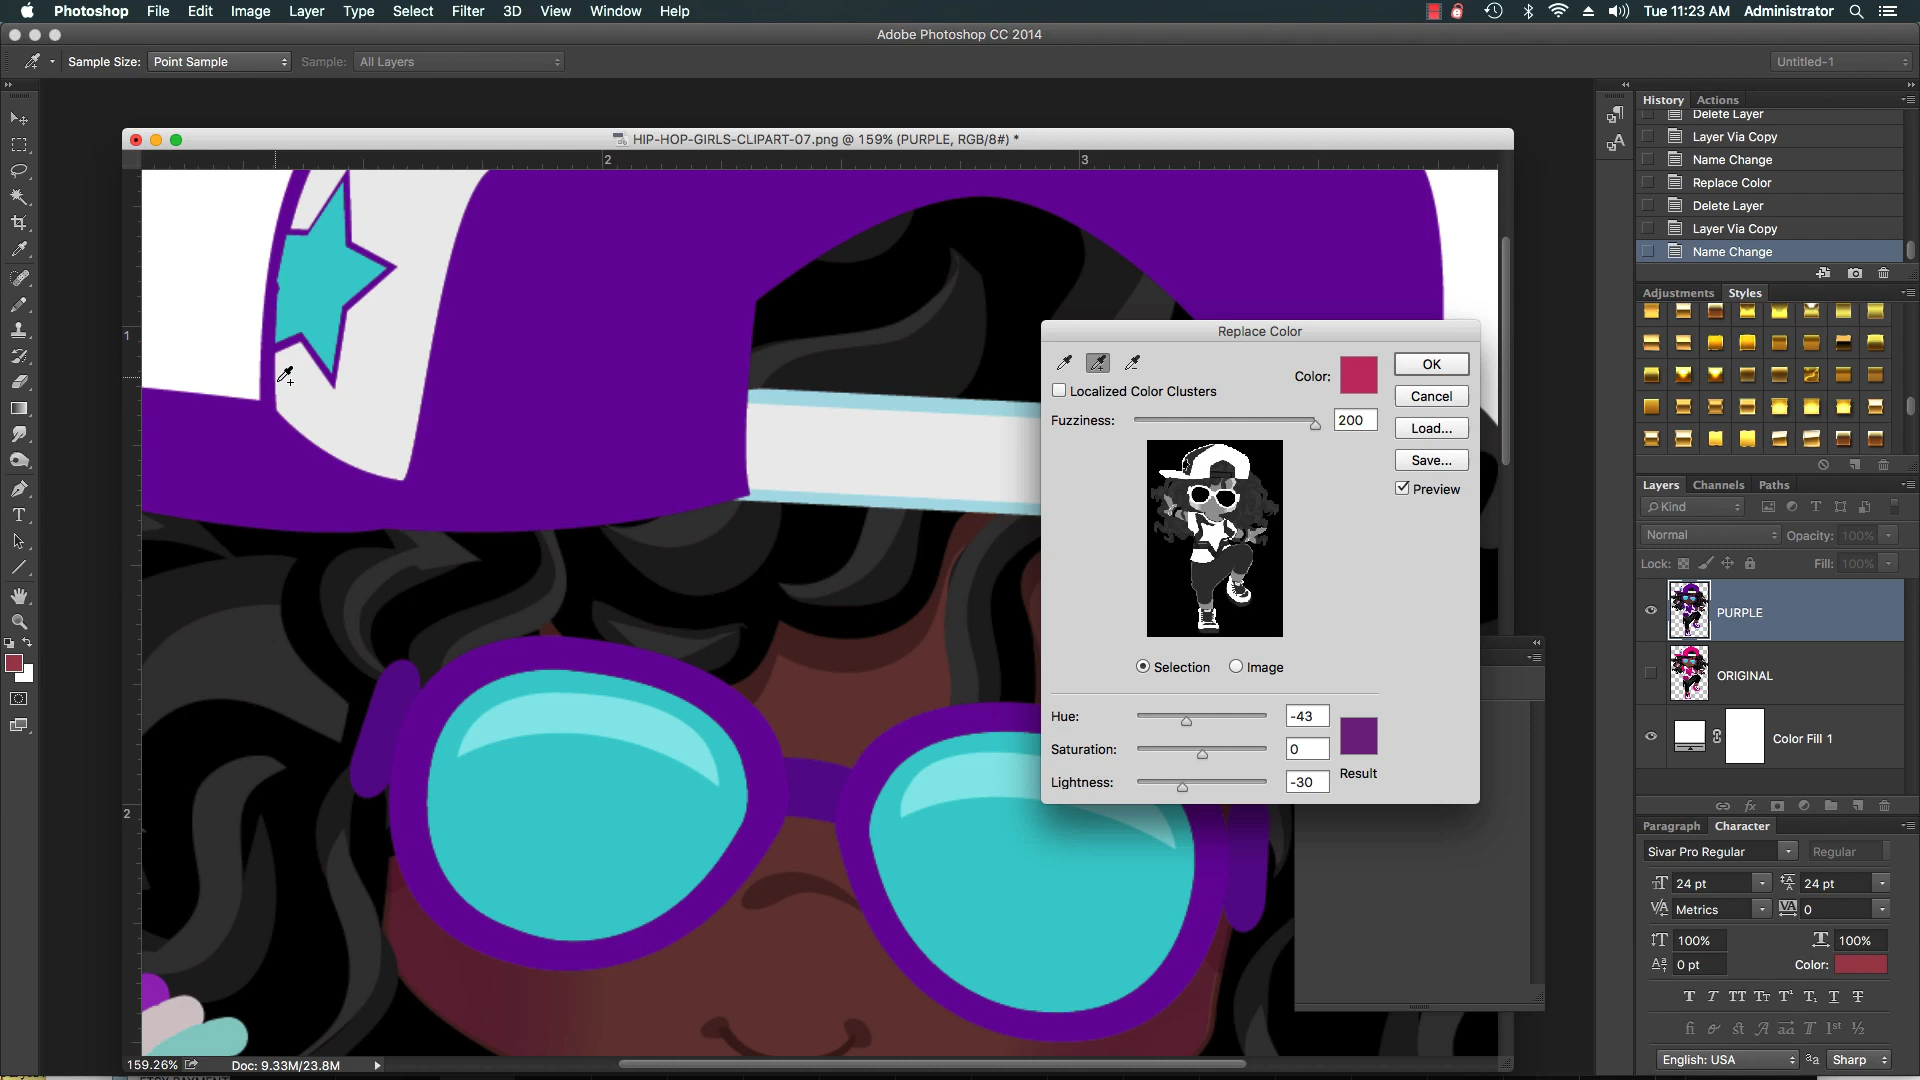 Photoshop File Edit Image Layer Type Select Filter 3D View Window Help Tue 11:23 AM Administrator
Adobe Photoshop CC 2014
Sample Size: Point Sample Sample: All Layers Untitled-1
HIP-HOP-GIRLS-CLIPART-07.png @ 159% (PURPLE, RGB/8#) *
2 3
1
2
History Actions
Delete Layer
Layer Via Copy
Name Change
Replace Color
Delete Layer
Layer Via Copy
Name Change
Adjustments Styles
Replace Color
Color: OK
Localized Color Clusters Cancel
Fuzziness: 200 Load...
Save...
Preview
Selection Image
Hue: -43
Saturation: 0
Result
Lightness: -30
Layers Channels Paths
Kind
Normal Opacity: 100%
Lock: Fill: 100%
PURPLE
ORIGINAL
Color Fill 1
Paragraph Character
Sivar Pro Regular Regular
24 pt 24 pt
Metrics 0
100% 100%
0 pt Color:
English: USA Sharp
159.26% Doc: 9.33M/23.8M